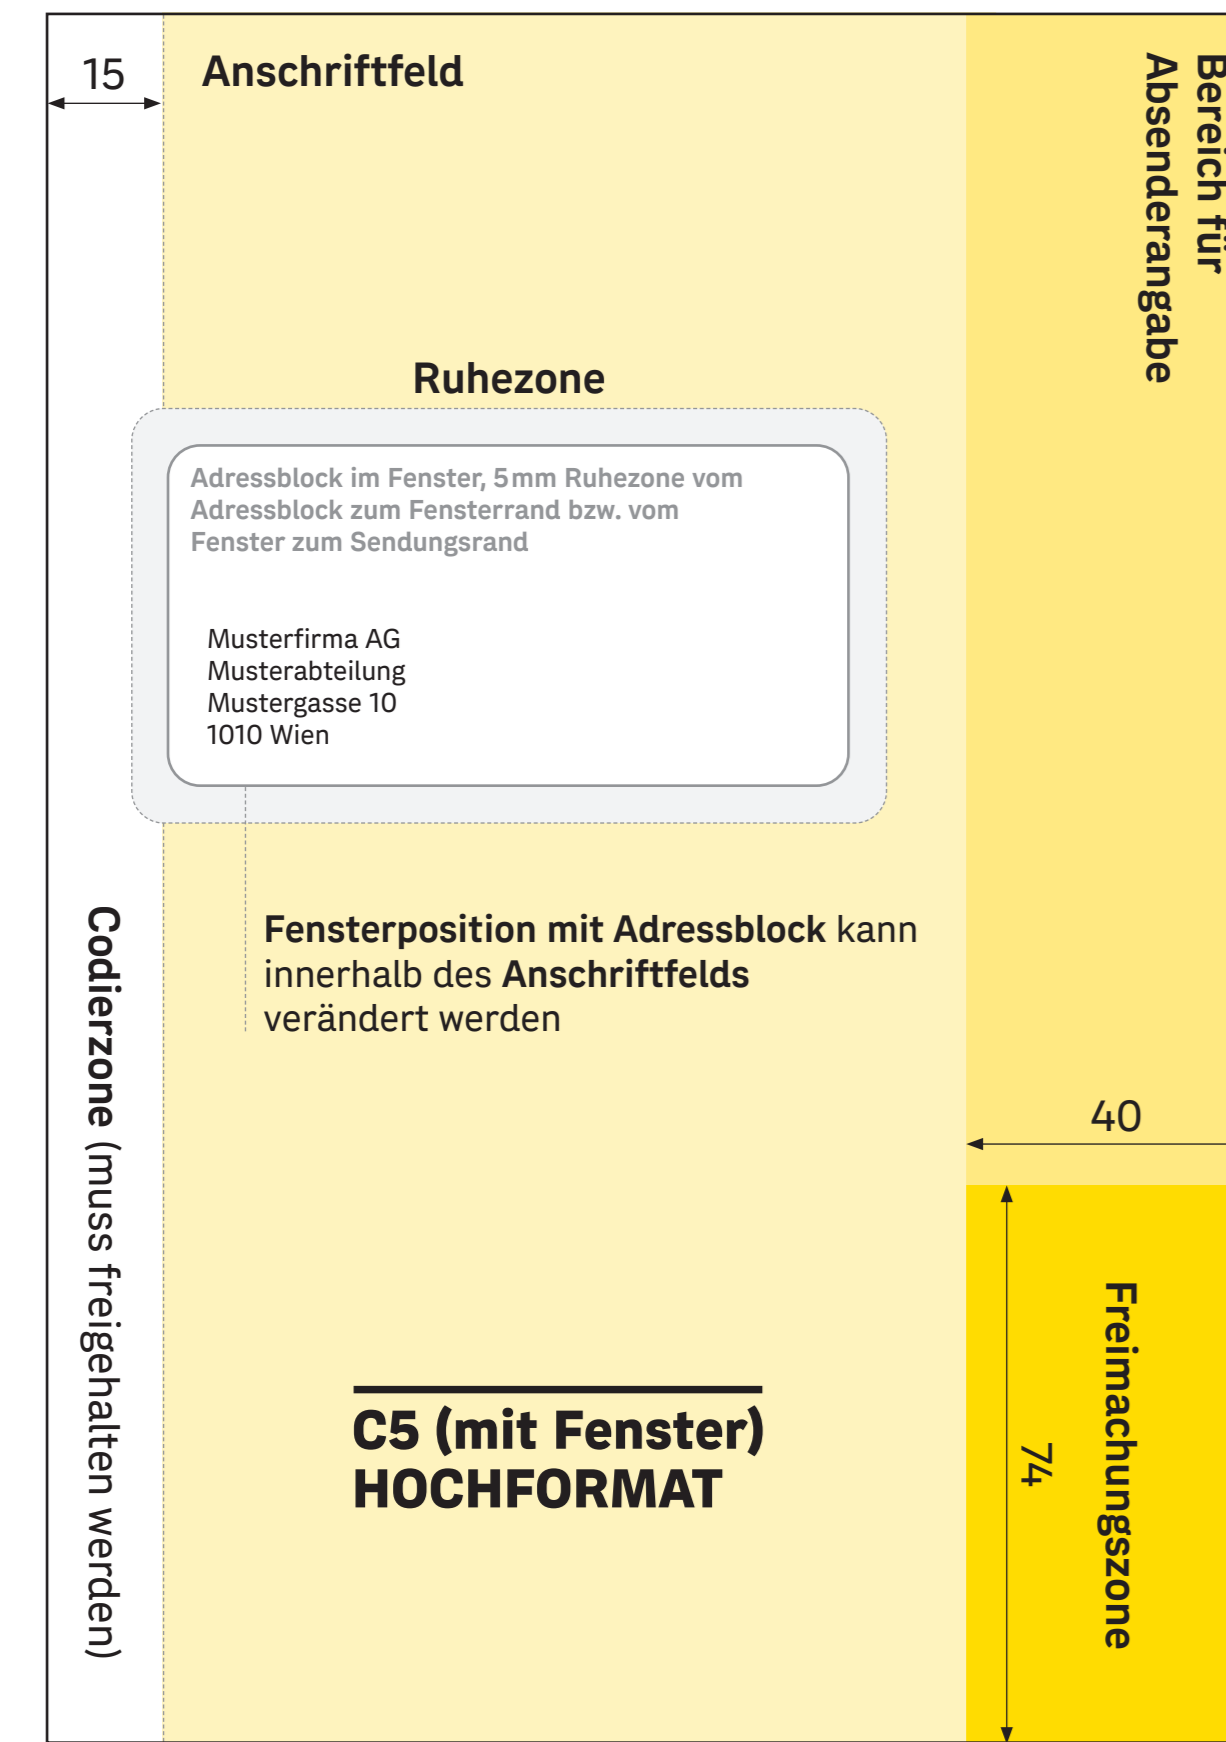 15
Anschriftfeld
Bereich für
Absenderangabe
Ruhezone
Adressblock im Fenster, 5mm Ruhezone vom
Adressblock zum Fensterrand bzw. vom
Fenster zum Sendungsrand
Musterfirma AG
Musterabteilung
Mustergasse 10
1010 Wien
Codierzone (muss freigehalten werden)
Fensterposition mit Adressblock kann
innerhalb des Anschriftfelds
verändert werden
40
74
Freimachungszone
C5 (mit Fenster)
HOCHFORMAT